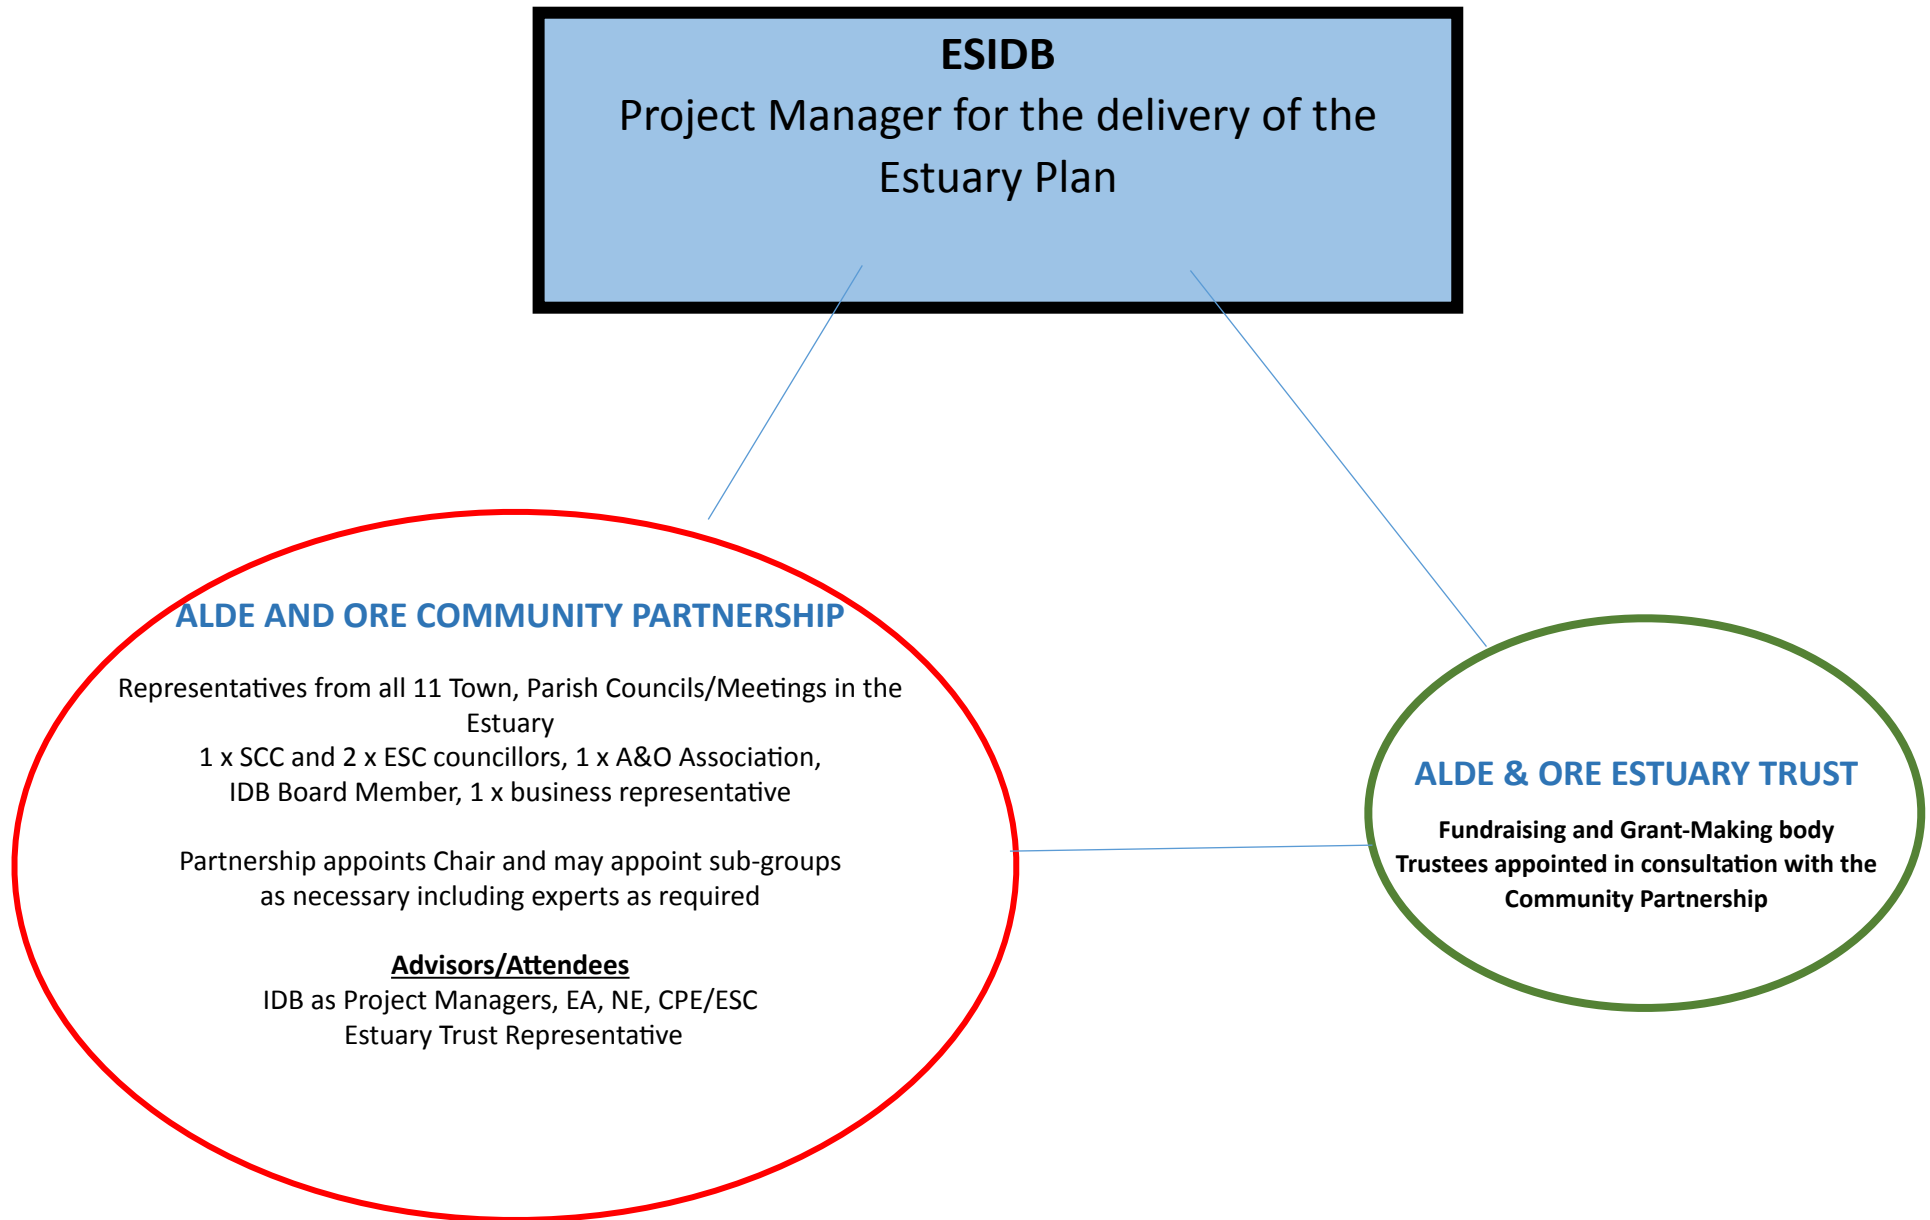 ESIDB
Project Manager for the delivery of the
Estuary Plan
ALDE AND ORE COMMUNITY PARTNERSHIP
Representatives from all 11 Town, Parish Councils/Meetings in the
Estuary
1 x SCC and 2 x ESC councillors, 1 x A&O Association,
IDB Board Member, 1 x business representative
Partnership appoints Chair and may appoint sub-groups
as necessary including experts as required
Advisors/Attendees
IDB as Project Managers, EA, NE, CPE/ESC
Estuary Trust Representative
ALDE & ORE ESTUARY TRUST
Fundraising and Grant-Making body
Trustees appointed in consultation with the
Community Partnership